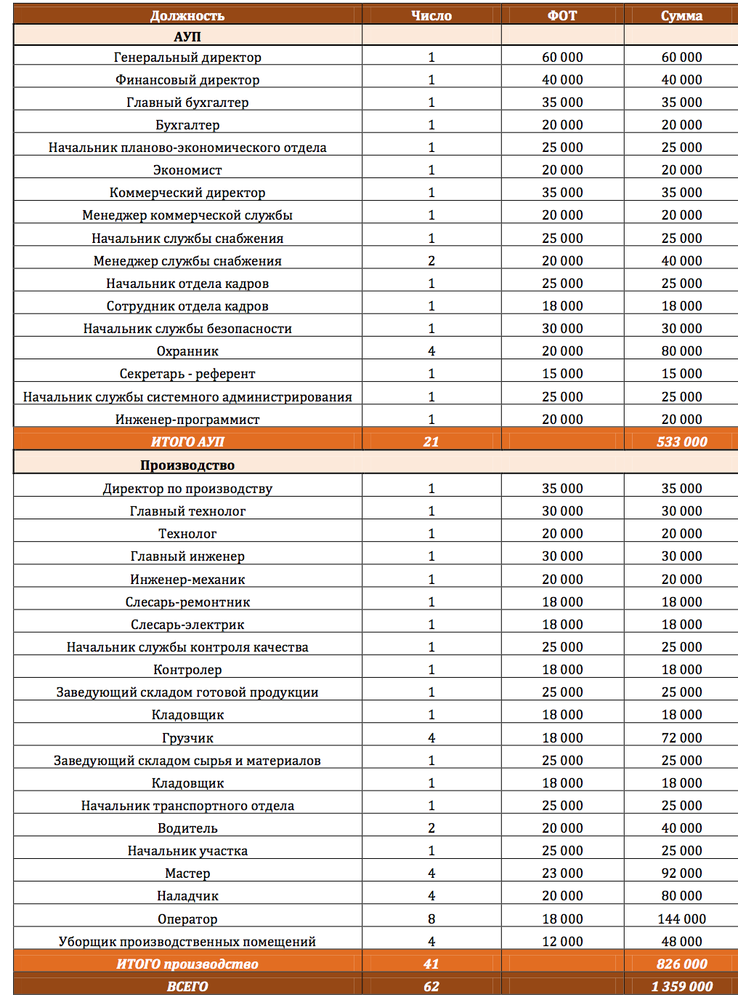 Должность Число ФОТ Сумма
АУП
Генеральный директор 1 60 000 60 000
Финансовый директор 1 40 000 40 000
Главный бухгалтер 1 35 000 35 000
Бухгалтер 1 20 000 20 000
Начальник планово-экономического отдела 1 25 000 25 000
Экономист 1 20 000 20 000
Коммерческий директор 1 35 000 35 000
Менеджер коммерческой службы 1 20 000 20 000
Начальник службы снабжения 1 25 000 25 000
Менеджер службы снабжения 2 20 000 40 000
Начальник отдела кадров 1 25 000 25 000
Сотрудник отдела кадров 1 18 000 18 000
Начальник службы безопасности 1 30 000 30 000
Охранник 4 20 000 80 000
Секретарь - референт 1 15 000 15 000
Начальник службы системного администрирования 1 25 000 25 000
Инженер-программист 1 20 000 20 000
ИТОГО АУП 21 533 000
Производство
Директор по производству 1 35 000 35 000
Главный технолог 1 30 000 30 000
Технолог 1 20 000 20 000
Главный инженер 1 30 000 30 000
Инженер-механик 1 20 000 20 000
Слесарь-ремонтник 1 18 000 18 000
Слесарь-электрик 1 18 000 18 000
Начальник службы контроля качества 1 25 000 25 000
Контролер 1 18 000 18 000
Заведующий складом готовой продукции 1 25 000 25 000
Кладовщик 1 18 000 18 000
Грузчик 4 18 000 72 000
Заведующий складом сырья и материалов 1 25 000 25 000
Кладовщик 1 18 000 18 000
Начальник транспортного отдела 1 25 000 25 000
Водитель 2 20 000 40 000
Начальник участка 1 25 000 25 000
Мастер 4 23 000 92 000
Наладчик 4 20 000 80 000
Оператор 8 18 000 144 000
Уборщик производственных помещений 4 12 000 48 000
ИТОГО производство 41 826 000
ВСЕГО 62 1 359 000